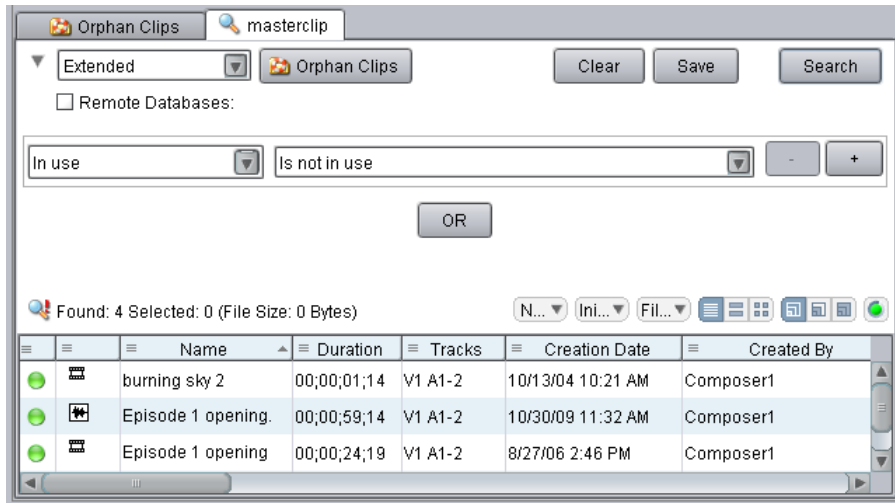 Orphan Clips masterclip
Extended Orphan Clips Clear Save Search
Remote Databases:
In use Is not in use - +
OR
Found: 4 Selected: 0 (File Size: 0 Bytes) N... Ini... Fil...
Name Duration Tracks Creation Date Created By
burning sky 2 00;00;01;14 V1 A1-2 10/13/04 10:21 AM Composer1
Episode 1 opening. 00;00;59;14 V1 A1-2 10/30/09 11:32 AM Composer1
Episode 1 opening 00;00;24;19 V1 A1-2 8/27/06 2:46 PM Composer1